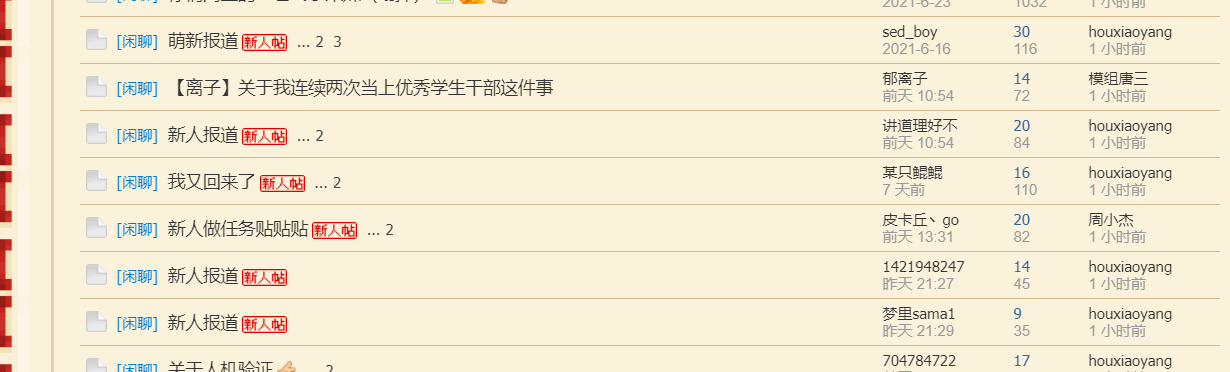 2021-6-23 1032 1小时前
[闲聊] 萌新报道 新人帖 ... 2 3 sed_boy 30 houxiaoyang
2021-6-16 116 1 小时前
[闲聊] 【离子】关于我连续两次当上优秀学生干部这件事 郁离子 14 模组唐三
前天 10:54 72 1 小时前
[闲聊] 新人报道 新人帖 ... 2 讲道理好不 20 houxiaoyang
前天 10:54 84 1 小时前
[闲聊] 我又回来了 新人帖 ... 2 某只鲲鲲 16 houxiaoyang
7 天前 110 1 小时前
[闲聊] 新人做任务贴贴贴 新人帖 ... 2 皮卡丘丶go 20 周小杰
前天 13:31 82 1 小时前
[闲聊] 新人报道 新人帖 1421948247 14 houxiaoyang
昨天 21:27 45 1 小时前
[闲聊] 新人报道 新人帖 梦里sama1 9 houxiaoyang
昨天 21:29 35 1 小时前
[闲聊] 关于人机验证 ... 2 704784722 17 houxiaoyang